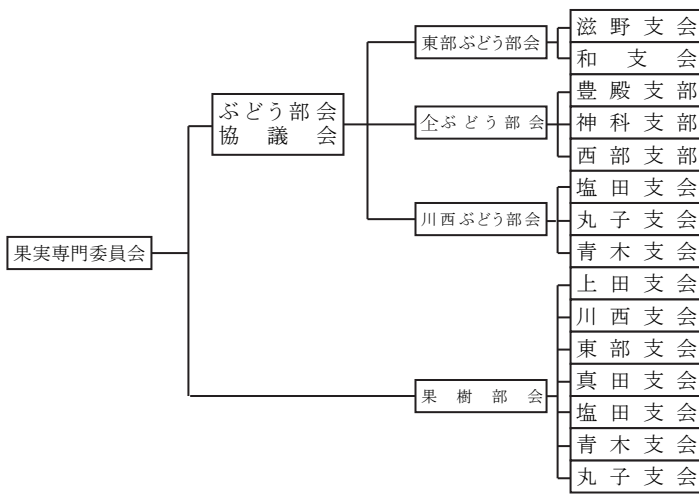 果実専門委員会
ぶどう部会
協議会
東部ぶどう部会
滋野支会
和支会
仝ぶどう部会
豊殿支部
神科支部
西部支部
川西ぶどう部会
塩田支会
丸子支会
青木支会
果樹部会
上田支会
川西支会
東部支会
真田支会
塩田支会
青木支会
丸子支会